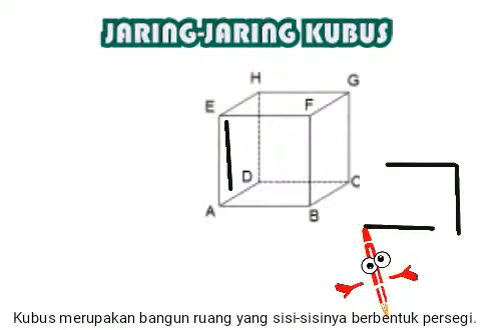 JARING-JARING KUBUS
H G
E F
D C
A B
Kubus merupakan bangun ruang yang sisi-sisinya berbentuk persegi.